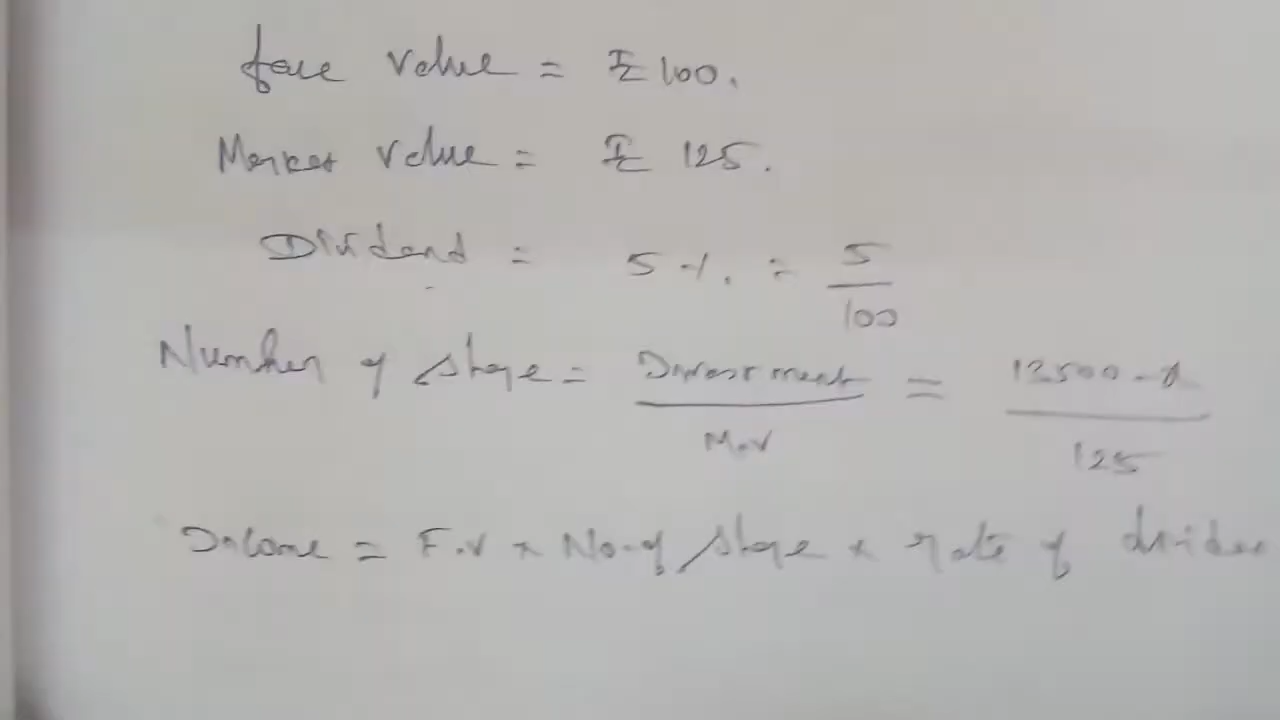 face value = ₹ 100.
Market value = ₹ 125.
Dividend = 5 %. = 5/100
Number of share = Investment/M.V = 12500-x/125
Income = F.V × No. of share × rate of dividen